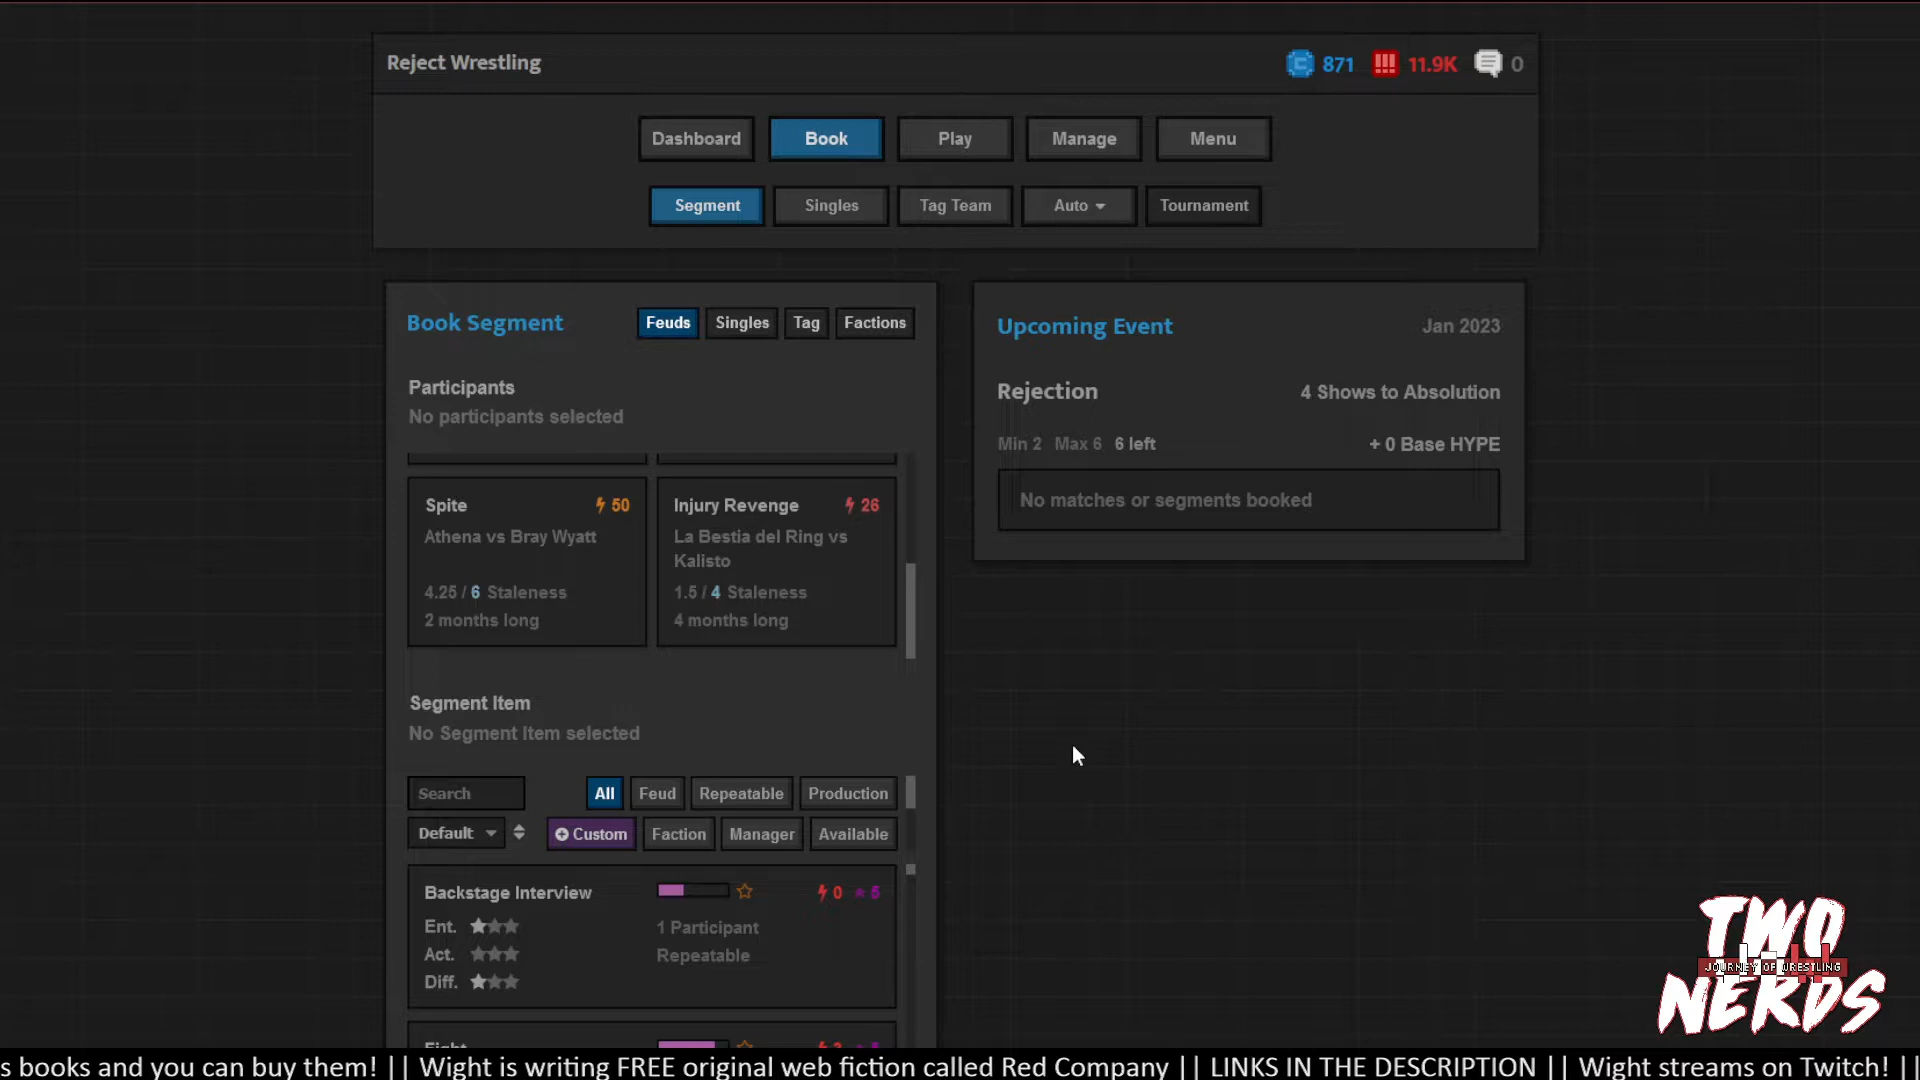 Reject Wrestling
871 11.9K 0
Dashboard Book Play Manage Menu
Segment Singles Tag Team Auto Tournament
Book Segment Feuds Singles Tag Factions
Participants
No participants selected
Spite 50
Athena vs Bray Wyatt
4.25 / 6 Staleness
2 months long
Injury Revenge 26
La Bestia del Ring vs
Kalisto
1.5 / 4 Staleness
4 months long
Segment Item
No Segment Item selected
Search All Feud Repeatable Production
Default Custom Faction Manager Available
Backstage Interview 0 5
Ent. 1 Participant
Act. Repeatable
Diff.
Upcoming Event Jan 2023
Rejection 4 Shows to Absolution
Min 2 Max 6 6 left + 0 Base HYPE
No matches or segments booked
TWO
JOURNEY OF WRESTLING
NERDS
s books and you can buy them! || Wight is writing FREE original web fiction called Red Company || LINKS IN THE DESCRIPTION || Wight streams on Twitch! ||